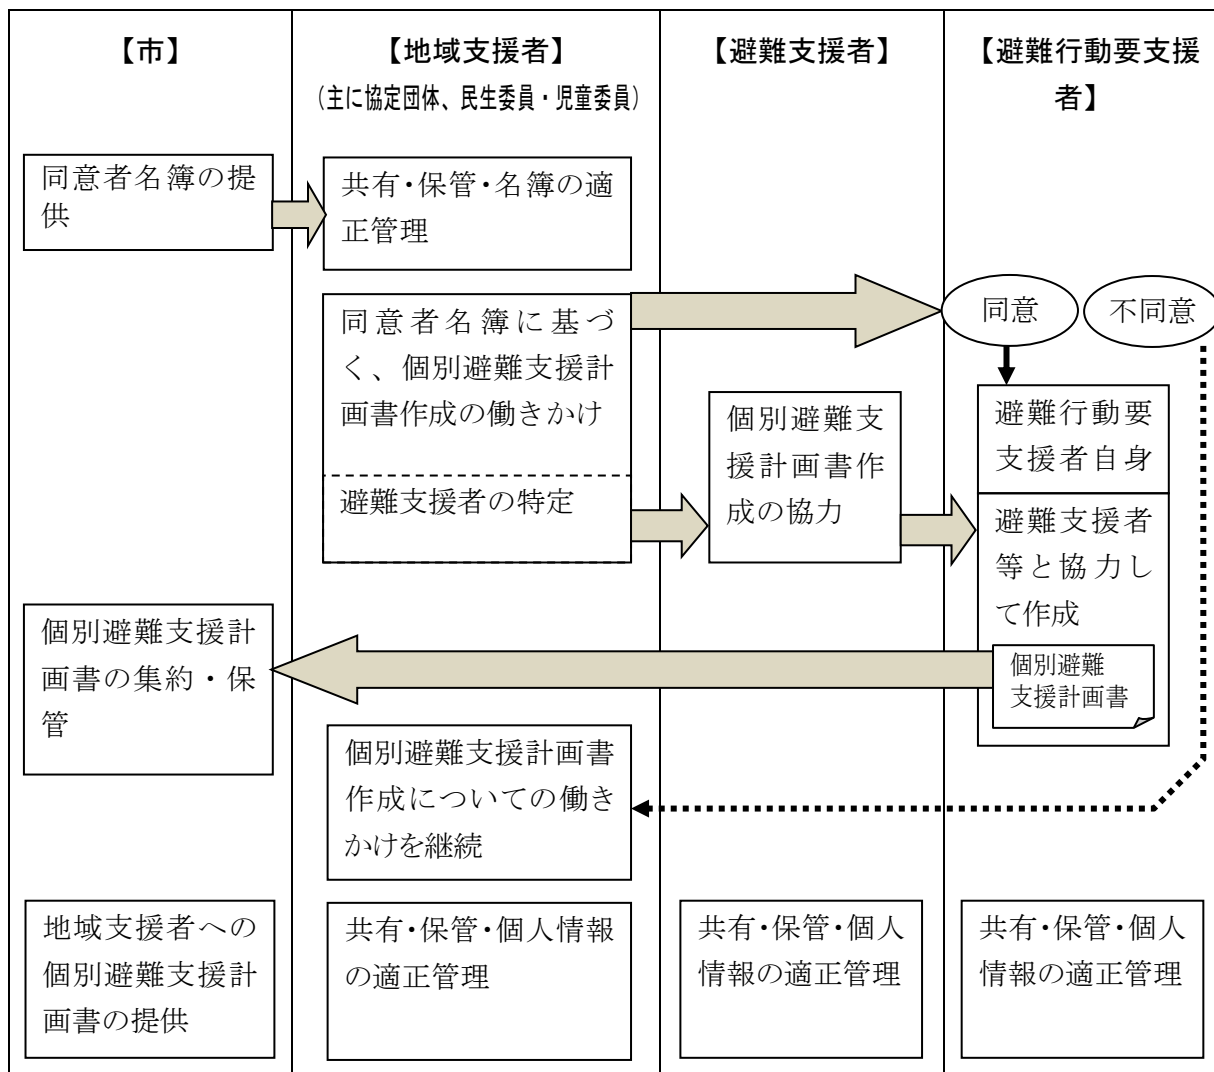 【市】
【地域支援者】
(主に協定団体、民生委員・児童委員)
【避難支援者】
【避難行動要支援
者】
同意者名簿の提
供
共有・保管・名簿の適
正管理
同意者名簿に基づ
く、個別避難支援計
画書作成の働きかけ
避難支援者の特定
個別避難支
援計画書作
成の協力
同意
不同意
避難行動要
支援者自身
避難支援者
等と協力し
て作成
個別避難
支援計画書
個別避難支援計
画書の集約・保
管
個別避難支援計画書
作成についての働き
かけを継続
地域支援者への
個別避難支援計
画書の提供
共有・保管・個人情報
の適正管理
共有・保管・個人
情報の適正管理
共有・保管・個人
情報の適正管理